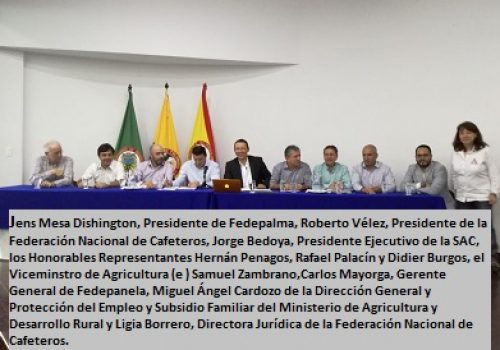 Jens Mesa Dishington, Presidente de Fedepalma, Roberto Vélez, Presidente de la
Federación Nacional de Cafeteros, Jorge Bedoya, Presidente Ejecutivo de la SAC,
los Honorables Representantes Hernán Penagos, Rafael Palacín y Didier Burgos, el
Viceminstro de Agricultura (e ) Samuel Zambrano,Carlos Mayorga, Gerente
General de Fedepanela, Miguel Ángel Cardozo de la Dirección General y
Protección del Empleo y Subsidio Familiar del Ministerio de Agricultura y
Desarrollo Rural y Ligia Borrero, Directora Jurídica de la Federación Nacional de
Cafeteros.